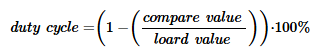 duty cycle = (1 − (compare value / loard value)) · 100%